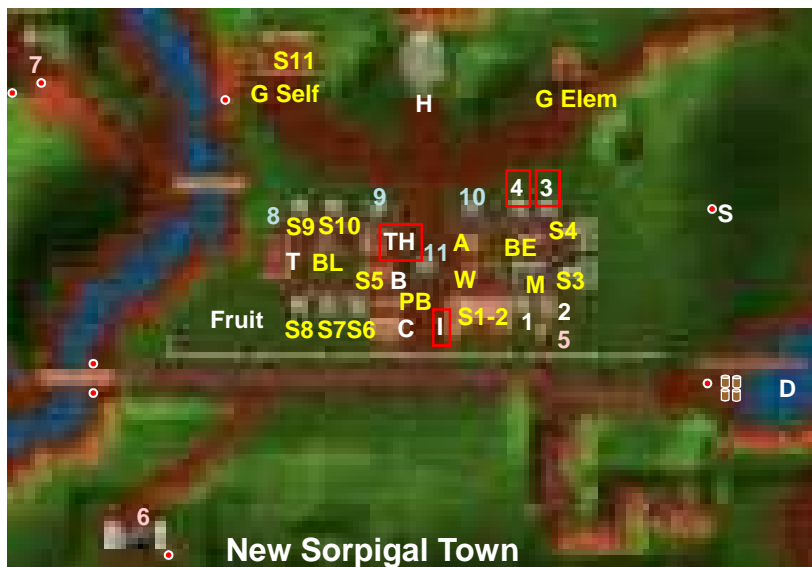 S11
7
G Self
H
G Elem
4 3
9 10
8
S
S9 S10
S4
TH
A
11
BE
T BL
S5 B W
M S3
PB
Fruit
S1-2
1 2
S8 S7 S6
C I
5
D
6
New Sorpigal Town